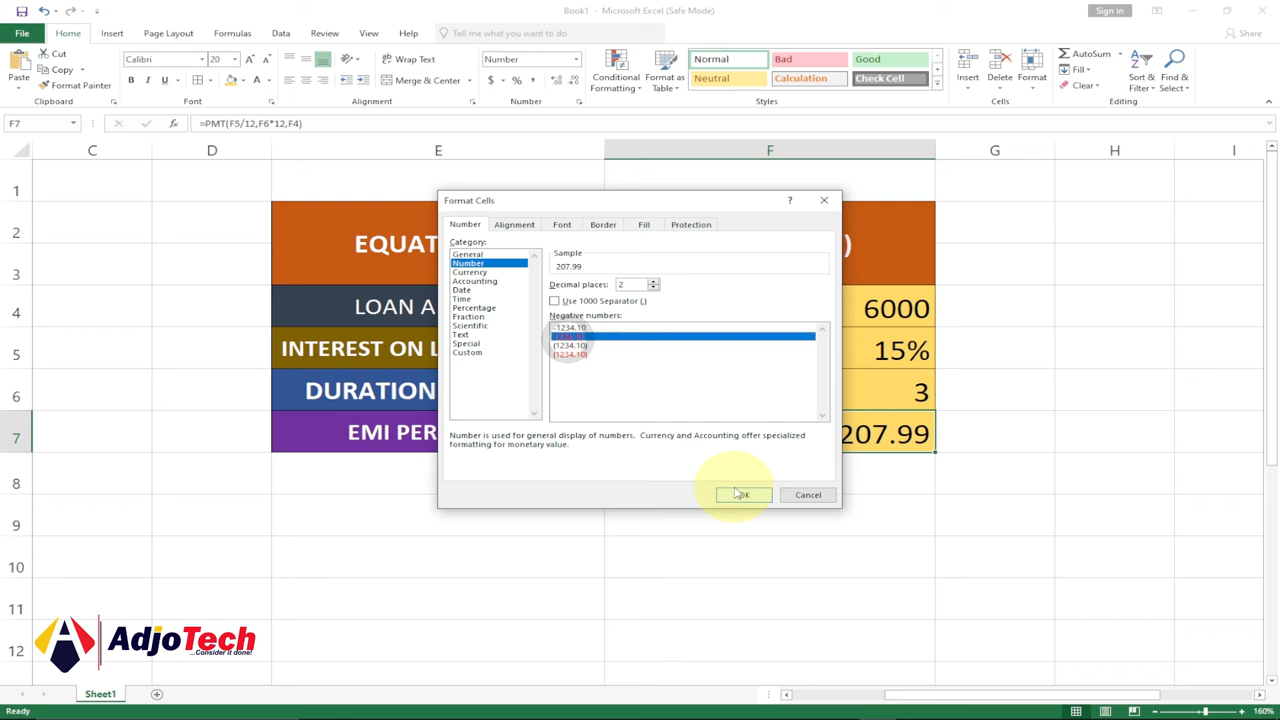 Book1 - Microsoft Excel (Safe Mode)
Sign in
File Home Insert Page Layout Formulas Data Review View Help Tell me what you want to do Share
Paste
Cut
Copy
Format Painter
Clipboard
Calibri 20
B I U
Font
Wrap Text
Merge & Center
Alignment
Number
$ % ,
Number
Conditional Formatting
Format as Table
Normal Bad Good
Neutral Calculation Check Cell
Styles
Insert Delete Format
Cells
AutoSum
Fill
Clear
Sort & Filter
Find & Select
Editing
F7 fx =PMT(F5/12,F6*12,F4)
C D E F G H I
1
2
3
EQUAT )
4 LOAN A 6000
5 INTEREST ON L 15%
6 DURATION 3
7 EMI PER 207.99
8
9
10
11
12
Format Cells ?
Number Alignment Font Border Fill Protection
Category:
General
Number
Currency
Accounting
Date
Time
Percentage
Fraction
Scientific
Text
Special
Custom
Sample
207.99
Decimal places: 2
Use 1000 Separator (,)
Negative numbers:
-1234.10
1234.10
(1234.10)
(1234.10)
Number is used for general display of numbers. Currency and Accounting offer specialized
formatting for monetary value.
OK Cancel
AdjoTech
...Consider it done!
Sheet1
Ready
160%